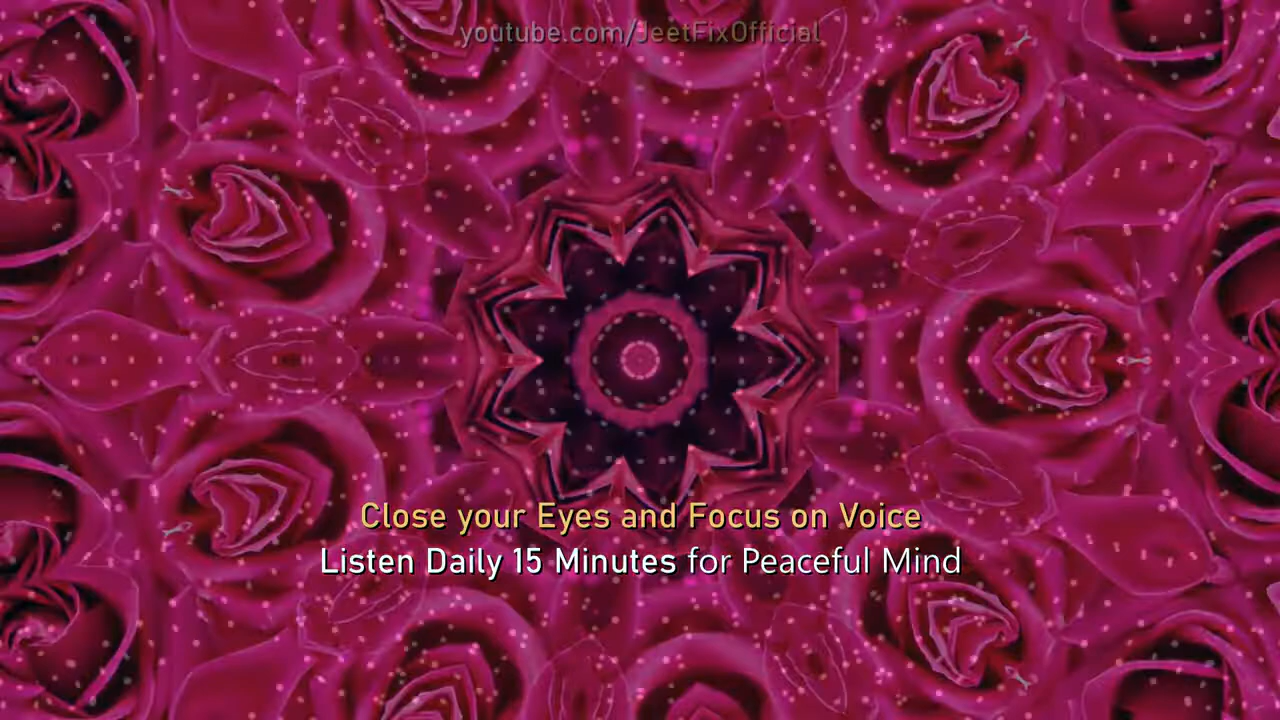 youtube.com/JeetFixOfficial
Close your Eyes and Focus on Voice
Listen Daily 15 Minutes for Peaceful Mind